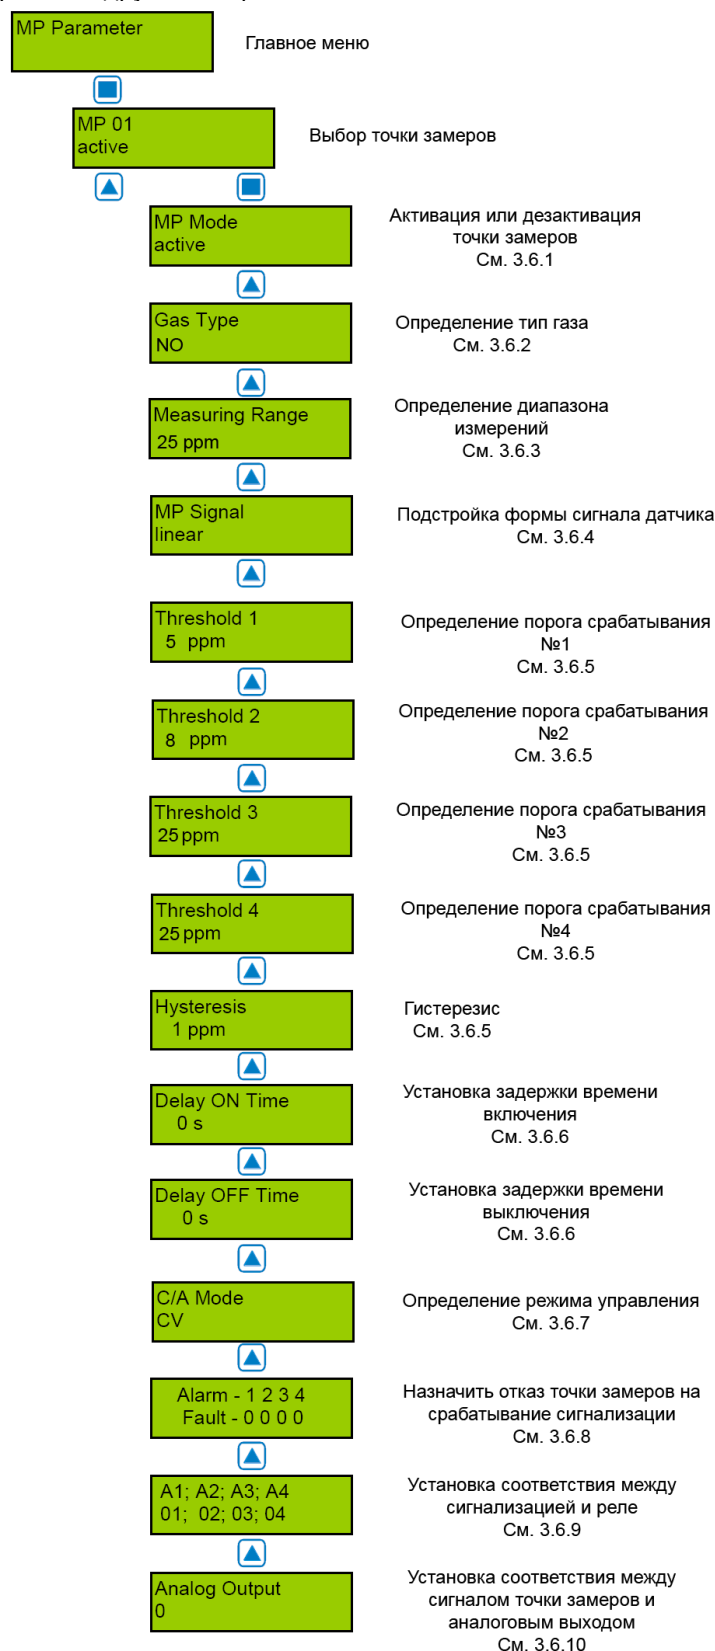 MP Parameter
Главное меню
MP 01
active
Выбор точки замеров
MP Mode
active
Активация или дезактивация
точки замеров
См. 3.6.1
Gas Type
NO
Определение тип газа
См. 3.6.2
Measuring Range
25 ppm
Определение диапазона
измерений
См. 3.6.3
MP Signal
linear
Подстройка формы сигнала датчика
См. 3.6.4
Threshold 1
5 ppm
Определение порога срабатывания
№1
См. 3.6.5
Threshold 2
8 ppm
Определение порога срабатывания
№2
См. 3.6.5
Threshold 3
25 ppm
Определение порога срабатывания
№3
См. 3.6.5
Threshold 4
25 ppm
Определение порога срабатывания
№4
См. 3.6.5
Hysteresis
1 ppm
Гистерезис
См. 3.6.5
Delay ON Time
0 s
Установка задержки времени
включения
См. 3.6.6
Delay OFF Time
0 s
Установка задержки времени
выключения
См. 3.6.6
C/A Mode
CV
Определение режима управления
См. 3.6.7
Alarm - 1 2 3 4
Fault - 0 0 0 0
Назначить отказ точки замеров на
срабатывание сигнализации
См. 3.6.8
A1; A2; A3; A4
01; 02; 03; 04
Установка соответствия между
сигнализацией и реле
См. 3.6.9
Analog Output
0
Установка соответствия между
сигналом точки замеров и
аналоговым выходом
См. 3.6.10